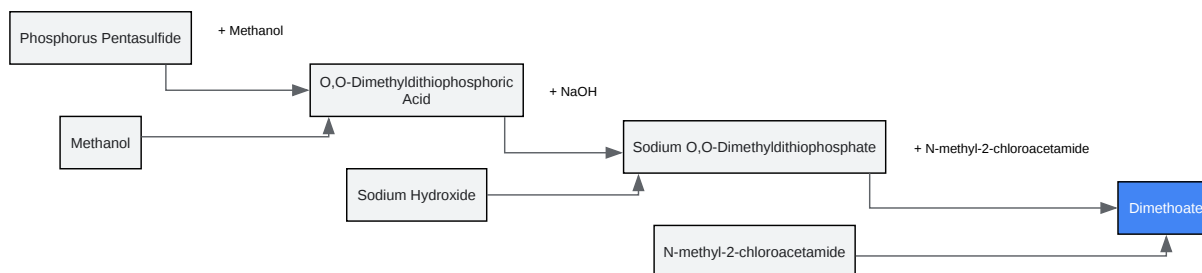 Phosphorus Pentasulfide
+ Methanol
O,O-Dimethyldithiophosphoric
Acid
+ NaOH
Methanol
Sodium O,O-Dimethyldithiophosphate
+ N-methyl-2-chloroacetamide
Sodium Hydroxide
Dimethoate
N-methyl-2-chloroacetamide